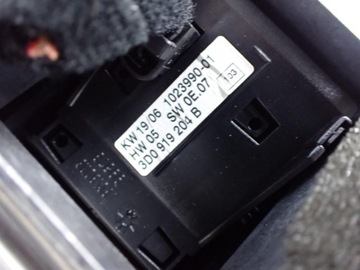 KW 19/06 1023990-01
HW 05 SW 0E.07
3D0 919 204 B
133